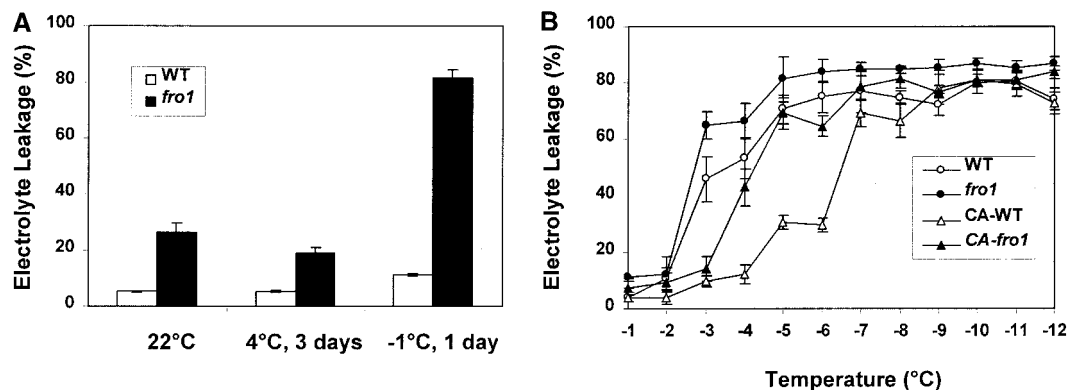 A
Electrolyte Leakage (%)
100
80
60
40
20
0
WT
fro1
22°C
4°C, 3 days
-1°C, 1 day
B
Electrolyte Leakage (%)
100
80
60
40
20
0
WT
fro1
CA-WT
CA-fro1
-1 -2 -3 -4 -5 -6 -7 -8 -9 -10 -11 -12
Temperature (°C)